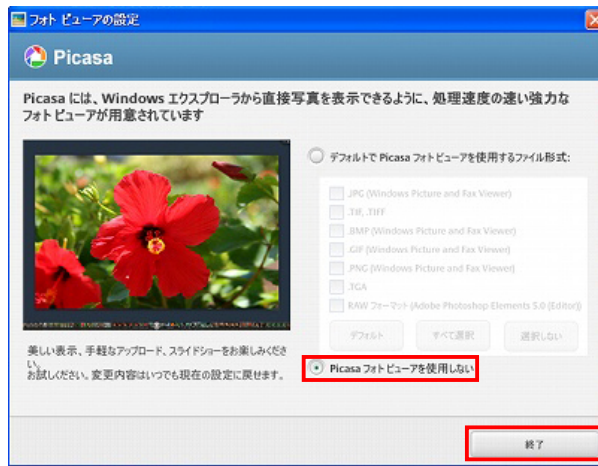 フォト ビューアの設定
Picasa
Picasa には、Windows エクスプローラから直接写真を表示できるように、処理速度の速い強力な
フォトビューアが用意されています
デフォルトで Picasa フォトビューアを使用するファイル形式:
.JPG (Windows Picture and Fax Viewer)
.TIF, .TIFF
.BMP (Windows Picture and Fax Viewer)
.GIF (Windows Picture and Fax Viewer)
.PNG (Windows Picture and Fax Viewer)
.TGA
RAW フォーマット (Adobe Photoshop Elements 5.0 (Editor))
デフォルト すべて選択 選択しない
美しい表示、手軽なアップロード、スライドショーをお楽しみくださ
い。
お試しください。変更内容はいつでも現在の設定に戻せます。
Picasa フォトビューアを使用しない
終了